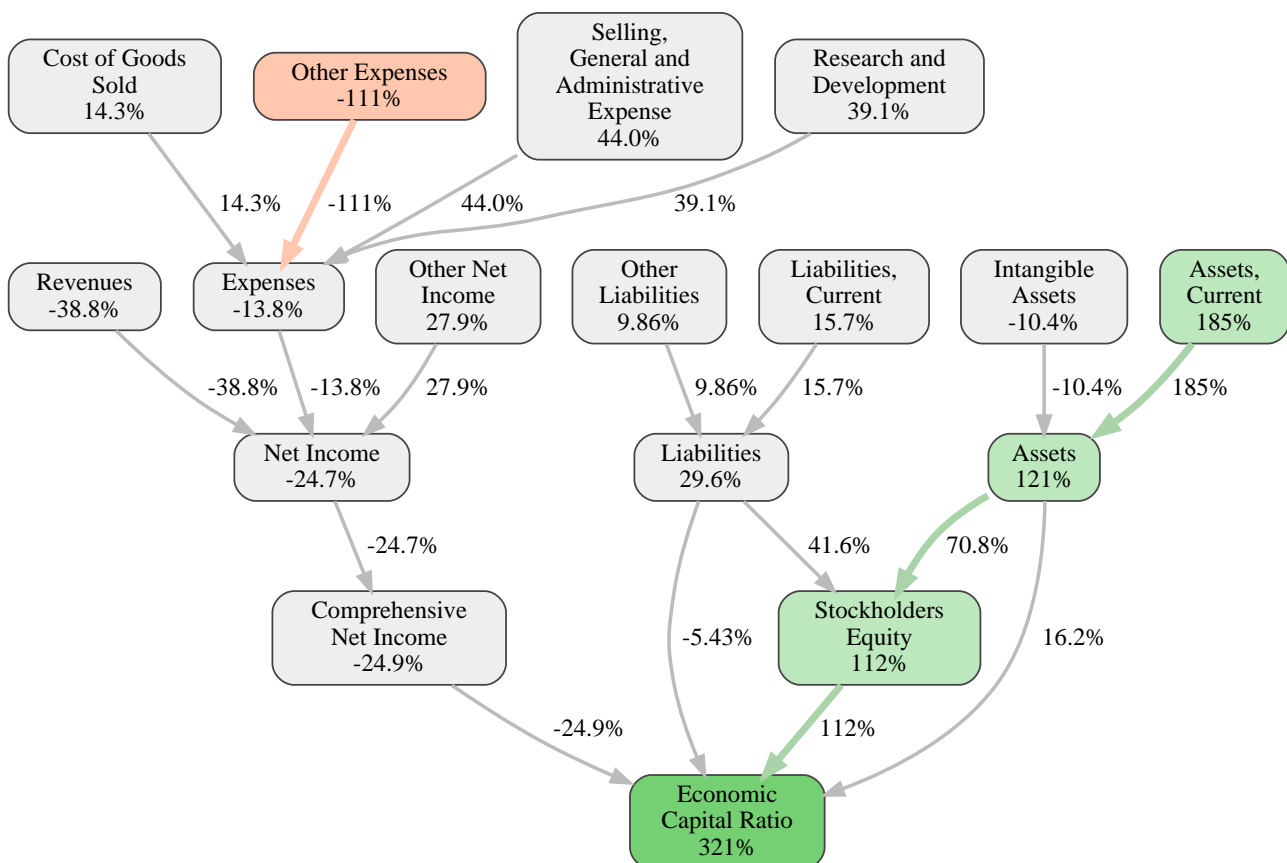 Cost of Goods
Sold
14.3%
Other Expenses
-111%
Selling,
General and
Administrative
Expense
44.0%
Research and
Development
39.1%
14.3%
-111%
44.0%
39.1%
Revenues
-38.8%
Expenses
-13.8%
Other Net
Income
27.9%
Other
Liabilities
9.86%
Liabilities,
Current
15.7%
Intangible
Assets
-10.4%
Assets,
Current
185%
-38.8%
-13.8%
27.9%
9.86%
15.7%
-10.4%
185%
Net Income
-24.7%
Liabilities
29.6%
Assets
121%
-24.7%
41.6%
70.8%
Comprehensive
Net Income
-24.9%
-5.43%
Stockholders
Equity
112%
16.2%
-24.9%
112%
Economic
Capital Ratio
321%